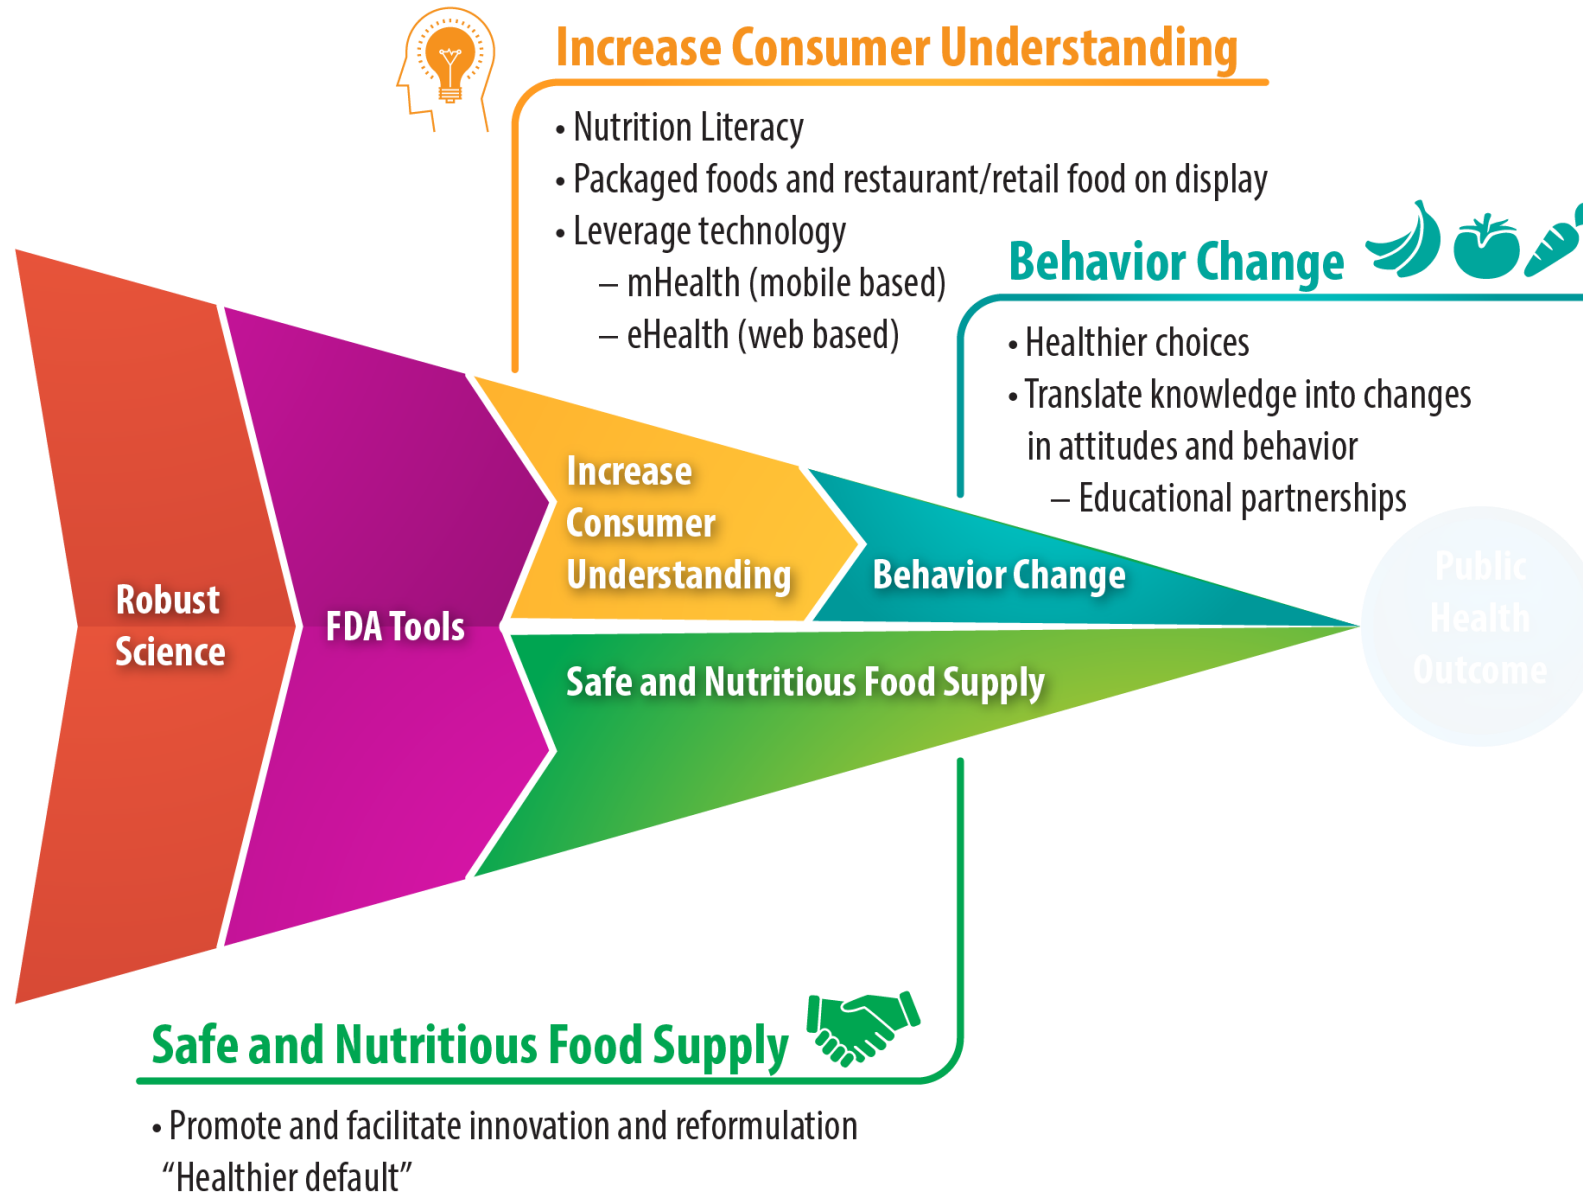 Increase Consumer Understanding
• Nutrition Literacy
• Packaged foods and restaurant/retail food on display
• Leverage technology
– mHealth (mobile based)
– eHealth (web based)
Behavior Change
• Healthier choices
• Translate knowledge into changes
in attitudes and behavior
– Educational partnerships
Robust
Science
FDA Tools
Increase
Consumer
Understanding
Behavior Change
Safe and Nutritious Food Supply
Public
Health
Outcome
Safe and Nutritious Food Supply
• Promote and facilitate innovation and reformulation
“Healthier default”